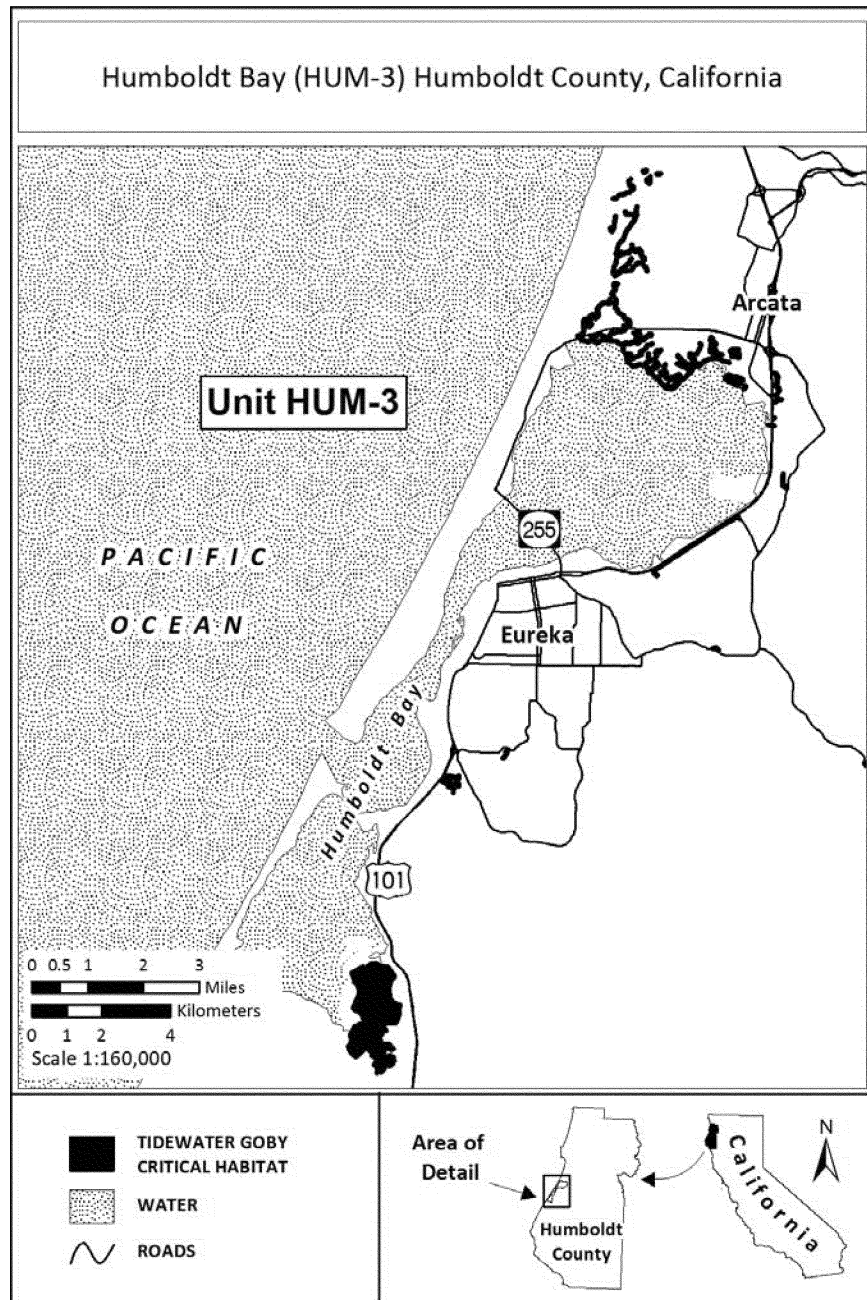 Humboldt Bay (HUM-3) Humboldt County, California
Arcata
Unit HUM-3
255
PACIFIC
OCEAN
Eureka
Humboldt Bay
101
0 0.5 1 2 3
Miles
Kilometers
0 1 2 4
Scale 1:160,000
TIDEWATER GOBY
CRITICAL HABITAT
WATER
ROADS
Area of
Detail
Humboldt
County
California
N